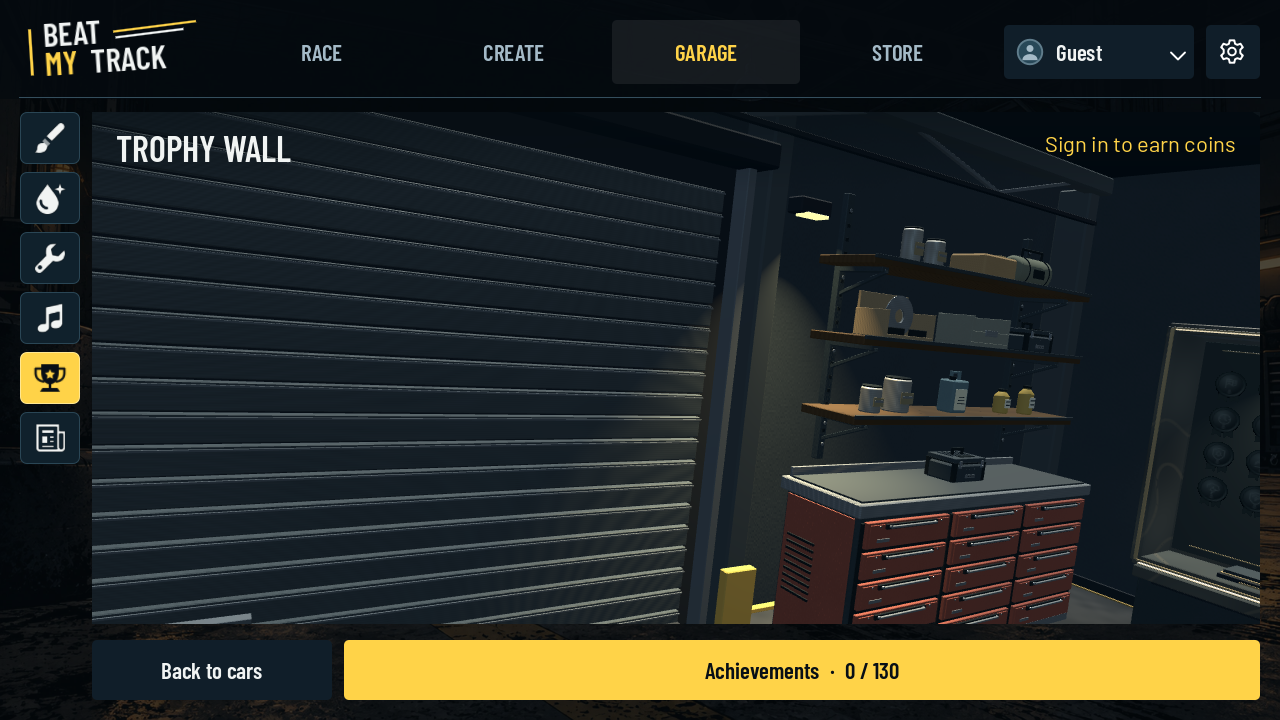 BEAT
MY TRACK
RACE
CREATE
GARAGE
STORE
Guest
TROPHY WALL
Sign in to earn coins
Back to cars
Achievements · 0 / 130